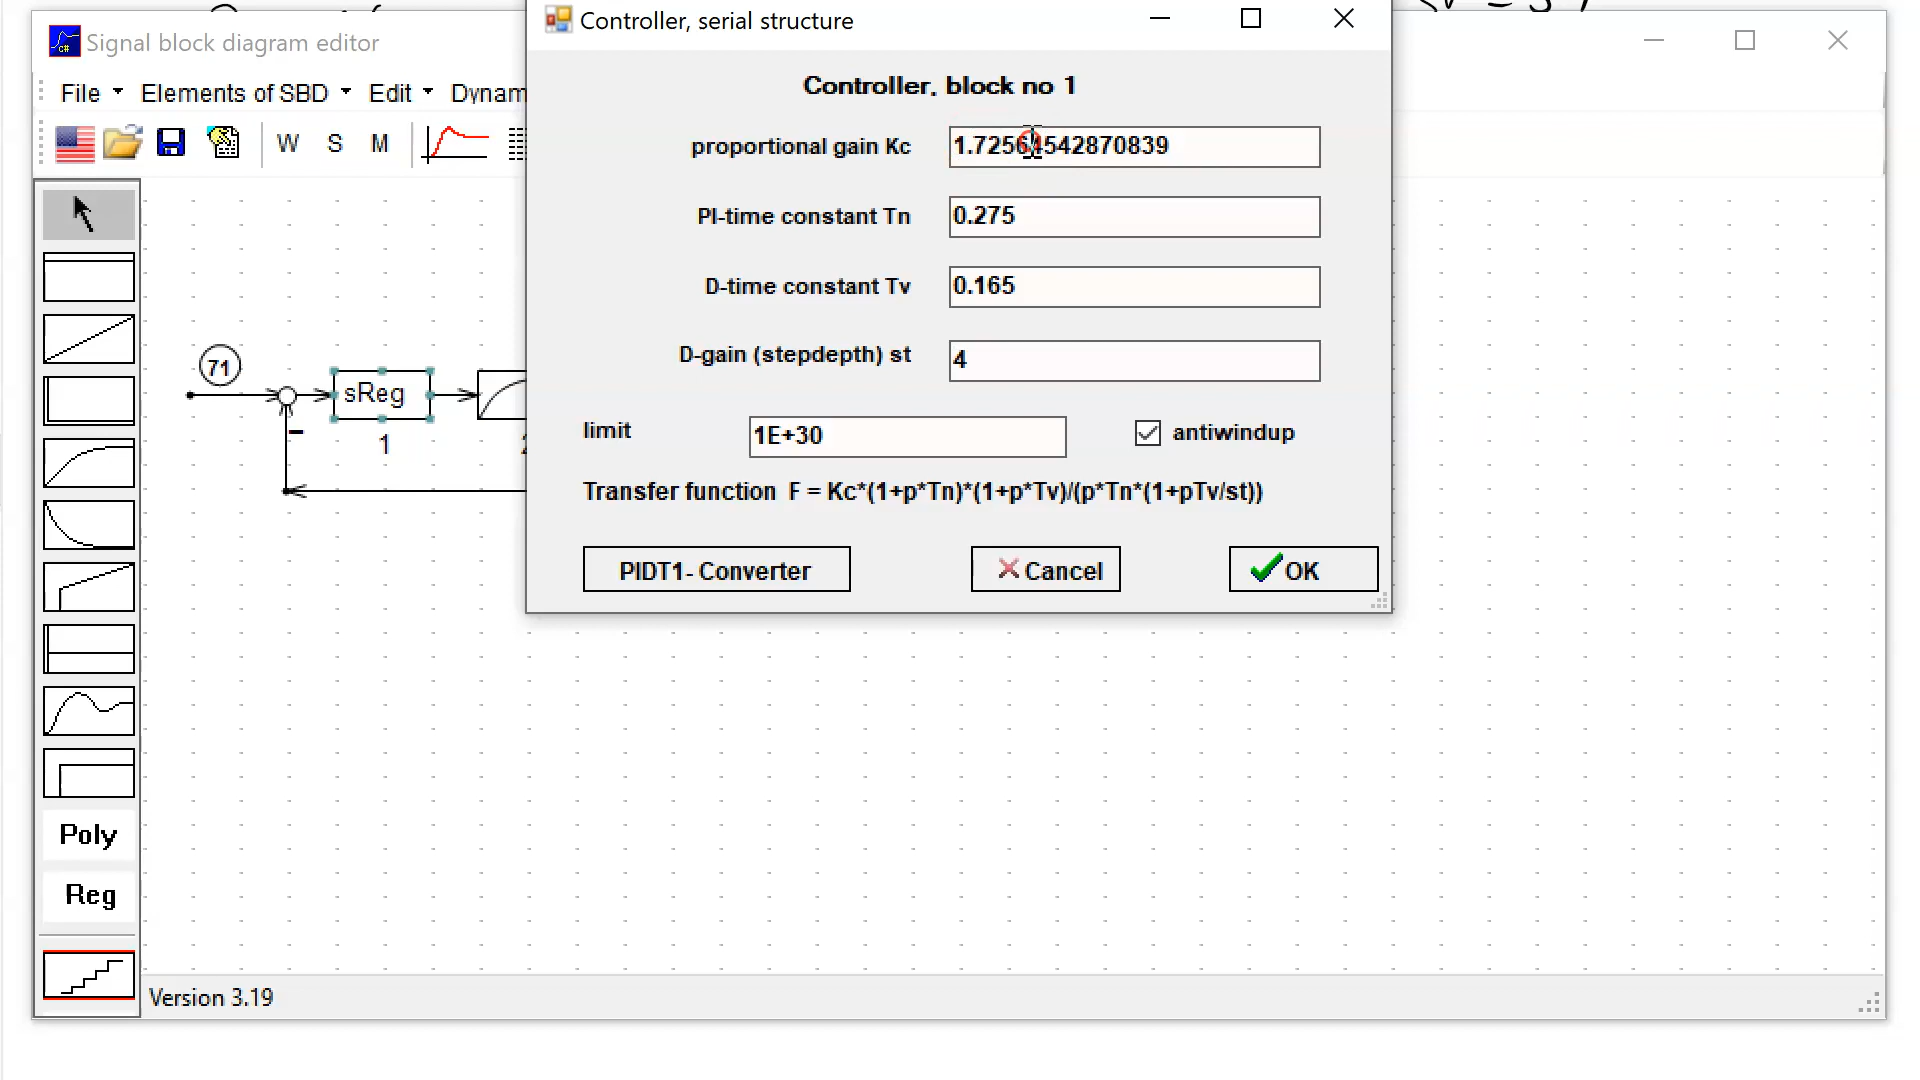 Controller, serial structure
Signal block diagram editor
File Elements of SBD Edit Dynam
W S M
Controller, block no 1
proportional gain Kc 1.72564542870839
PI-time constant Tn 0.275
D-time constant Tv 0.165
D-gain (stepdepth) st 4
limit 1E+30 antiwindup
Transfer function F = Kc*(1+p*Tn)*(1+p*Tv)/(p*Tn*(1+pTv/st))
PIDT1- Converter Cancel OK
71
sReg
1
Poly
Reg
Version 3.19